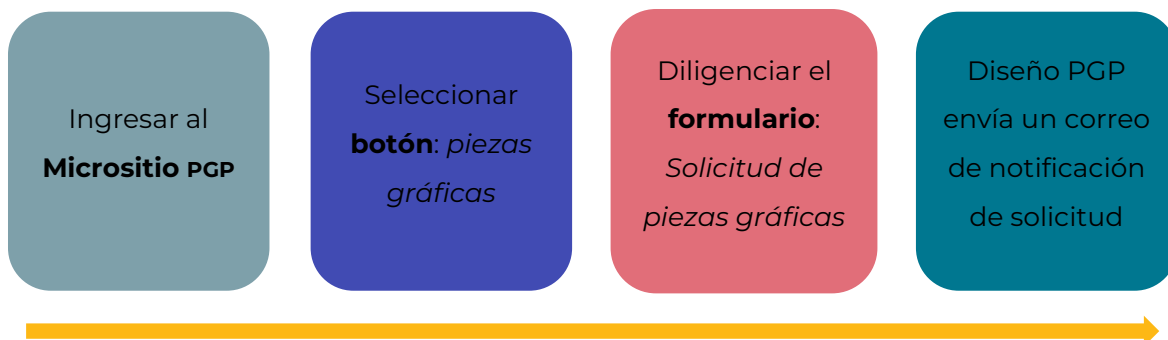 Ingresar al
Micrositio PGP
Seleccionar
botón: piezas
gráficas
Diligenciar el
formulario:
Solicitud de
piezas gráficas
Diseño PGP
envía un correo
de notificación
de solicitud